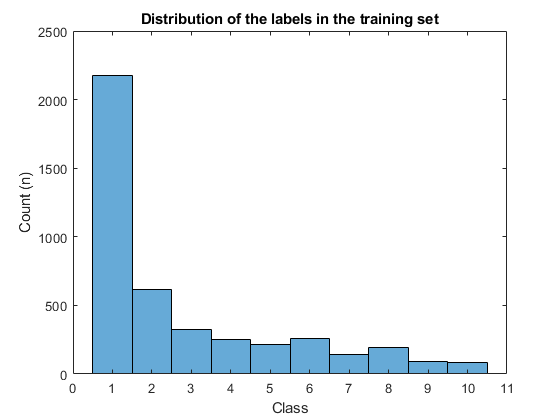 Distribution of the labels in the training set
2500
2000
1500
1000
500
0
Count (n)
0 1 2 3 4 5 6 7 8 9 10 11
Class